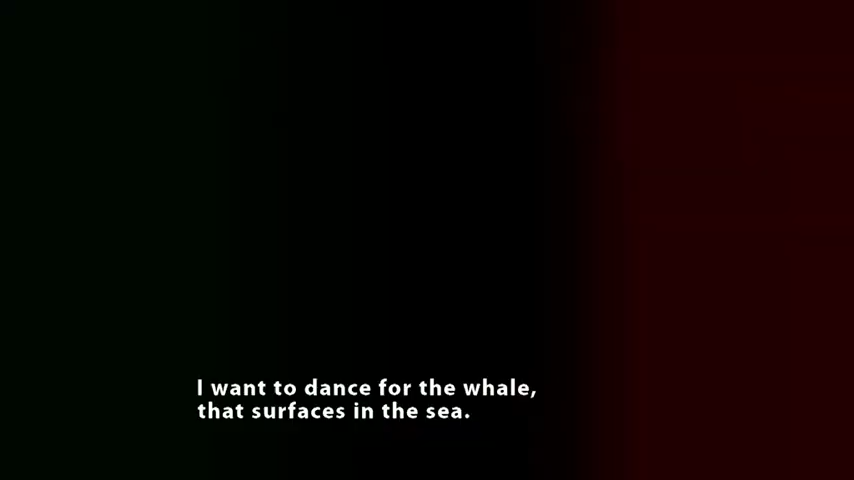 I want to dance for the whale,
that surfaces in the sea.